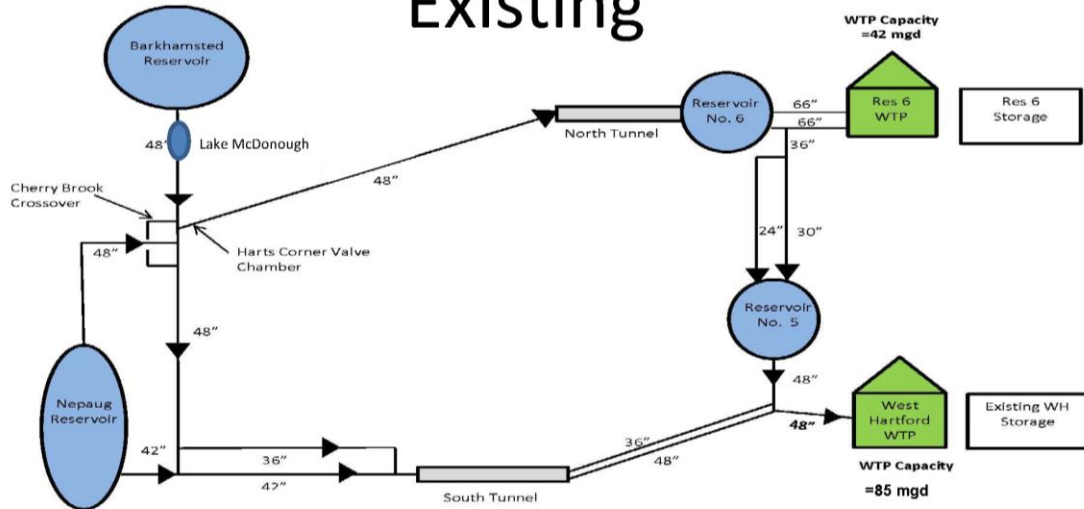 Existing
WTP Capacity
=42 mgd
Barkhamsted
Reservoir
Reservoir
No. 6
66"
66"
Res 6
WTP
Res 6
Storage
North Tunnel
36"
48"
Lake McDonough
48"
Cherry Brook
Crossover
24"
30"
48"
Harts Corner Valve
Chamber
Reservoir
No. 5
48"
48"
Nepaug
Reservoir
West
Hartford
WTP
Existing WH
Storage
48"
42"
36"
36"
48"
42"
South Tunnel
WTP Capacity
=85 mgd